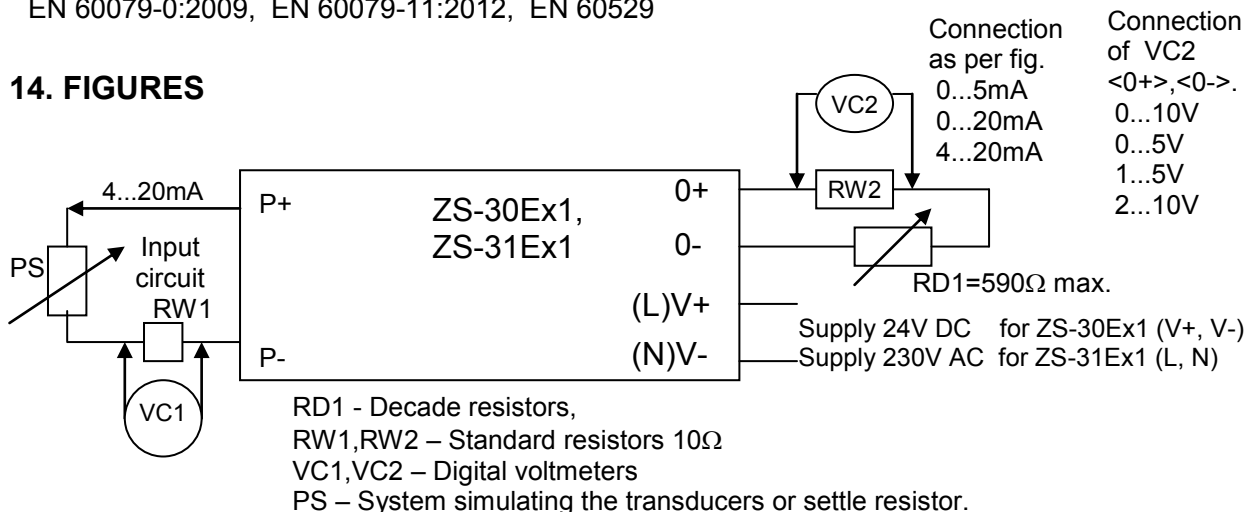 EN 60079-0:2009, EN 60079-11:2012, EN 60529
14. FIGURES
Connection
as per fig.
0...5mA
0...20mA
4...20mA
Connection
of VC2
<0+>,<0->.
0...10V
0...5V
1...5V
2...10V
VC2
4...20mA
P+
ZS-30Ex1,
ZS-31Ex1
0+
RW2
PS
Input
circuit
RW1
0-
RD1=590Ω max.
(L)V+
P-
(N)V-
Supply 24V DC for ZS-30Ex1 (V+, V-)
Supply 230V AC for ZS-31Ex1 (L, N)
VC1
RD1 - Decade resistors,
RW1,RW2 – Standard resistors 10Ω
VC1,VC2 – Digital voltmeters
PS – System simulating the transducers or settle resistor.